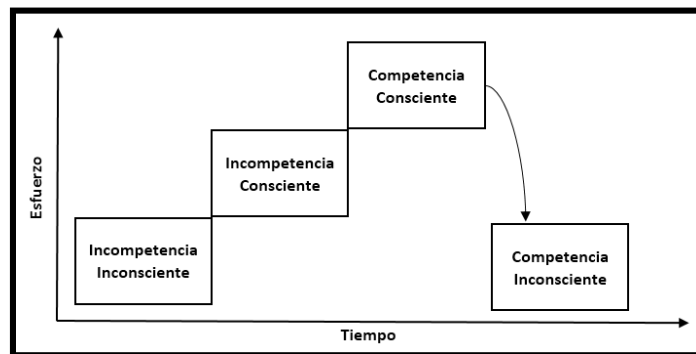 Competencia
Consciente
Incompetencia
Consciente
Esfuerzo
Incompetencia
Inconsciente
Competencia
Inconsciente
Tiempo